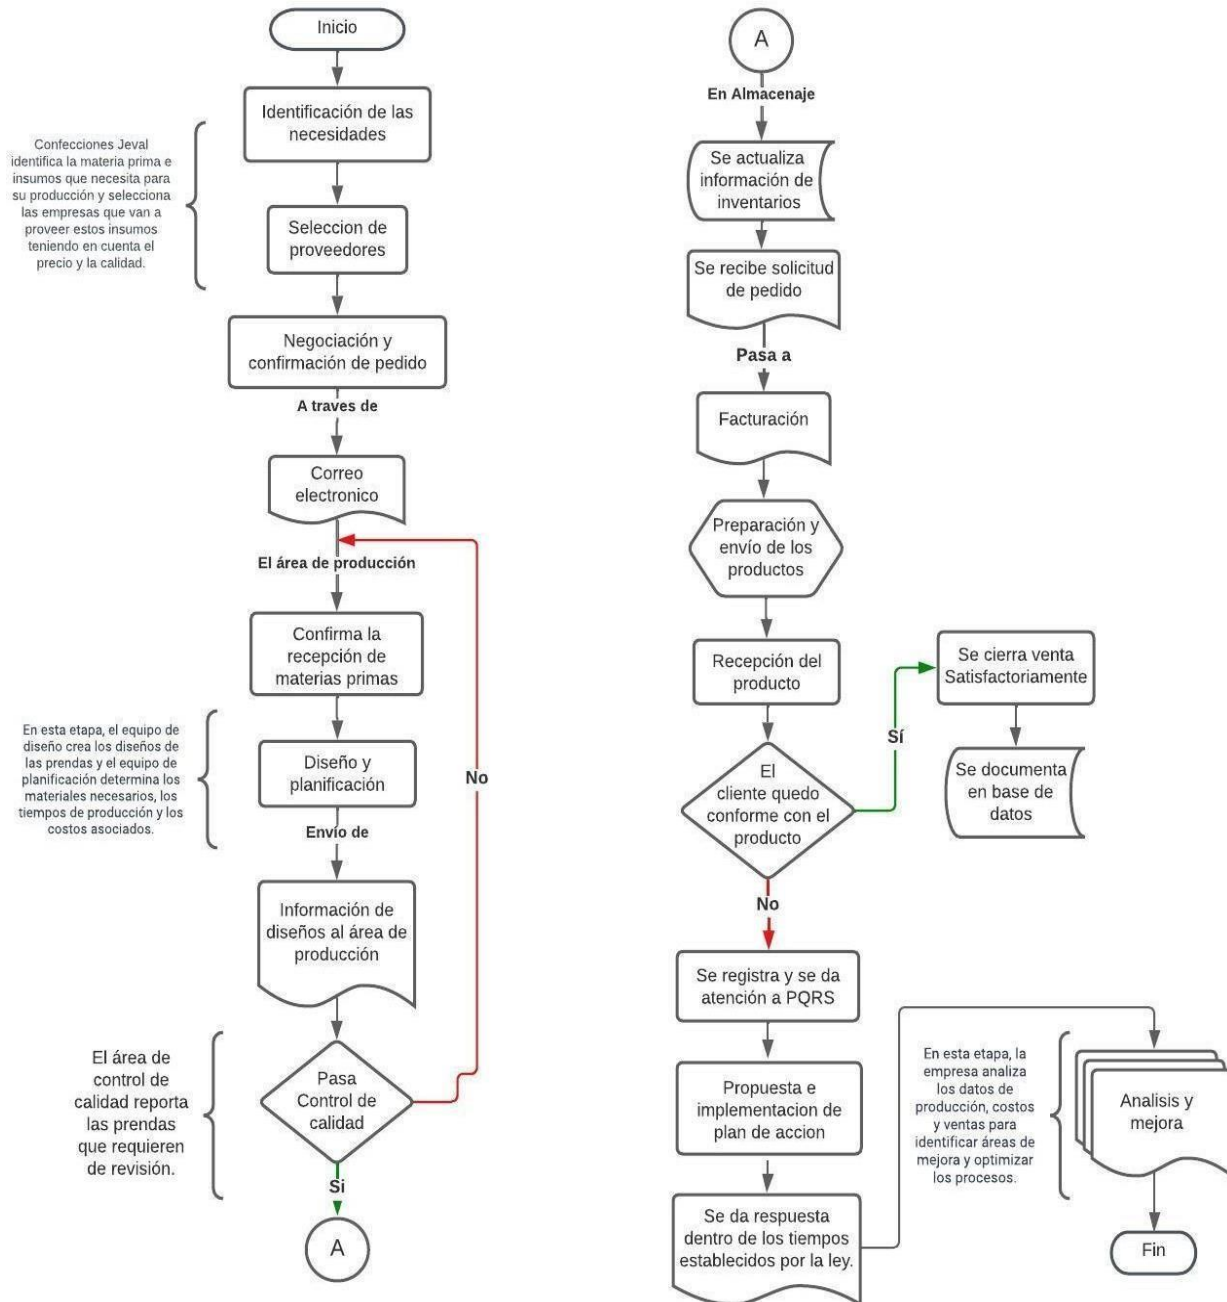 Inicio
Identificación de las
necesidades
Confecciones Jeval
identifica la materia prima e
insumos que necesita para
su producción y selecciona
las empresas que van a
proveer estos insumos
teniendo en cuenta el
precio y la calidad.
Seleccion de
proveedores
Negociación y
confirmación de pedido
A traves de
Correo
electronico
El área de producción
Confirma la
recepción de
materias primas
En esta etapa, el equipo de
diseño crea los diseños de
las prendas y el equipo de
planificación determina los
materiales necesarios, los
tiempos de producción y los
costos asociados.
Diseño y
planificación
No
Envío de
Información de
diseños al área de
producción
El área de
control de
calidad reporta
las prendas
que requieren
de revisión.
Pasa
Control de
calidad
Si
A
A
En Almacenaje
Se actualiza
información de
inventarios
Se recibe solicitud
de pedido
Pasa a
Facturación
Preparación y
envío de los
productos
Recepción del
producto
El
cliente quedo
conforme con el
producto
Sí
Se cierra venta
Satisfactoriamente
Se documenta
en base de
datos
No
Se registra y se da
atención a PQRS
Propuesta e
implementacion de
plan de accion
Se da respuesta
dentro de los tiempos
establecidos por la ley.
En esta etapa, la
empresa analiza
los datos de
producción, costos
y ventas para
identificar áreas de
mejora y optimizar
los procesos.
Analisis y
mejora
Fin